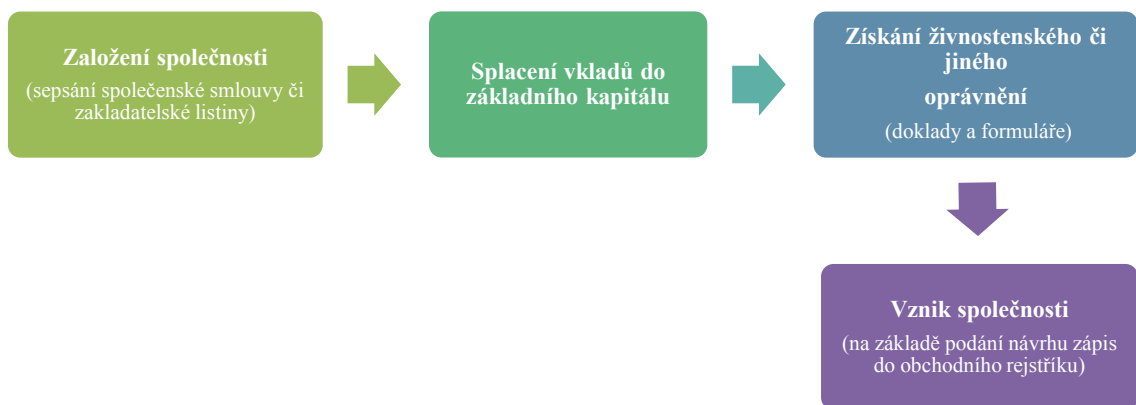 Založení společnosti
(sepsání společenské smlouvy či
zakladatelské listiny)
Splacení vkladů do
základního kapitálu
Získání živnostenského či
jiného
oprávnění
(doklady a formuláře)
Vznik společnosti
(na základě podání návrhu zápis
do obchodního rejstříku)